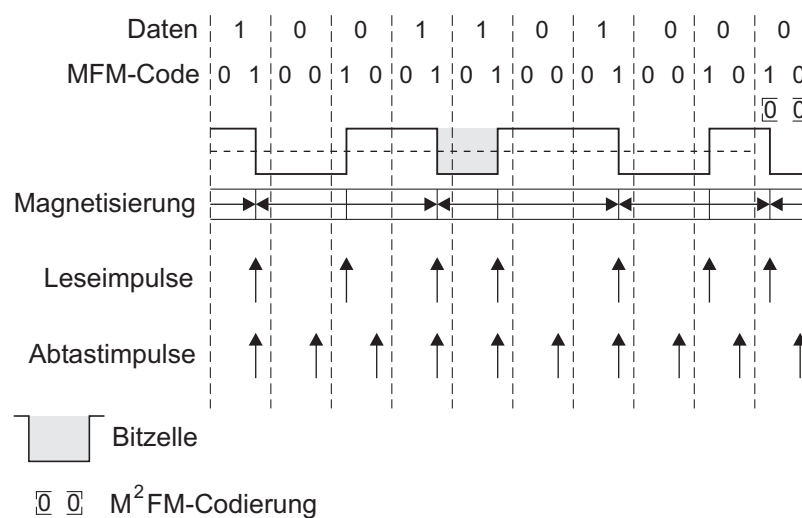 Daten 1 0 0 1 1 0 1 0 0 0
MFM-Code 0 1 0 0 1 0 0 1 0 1 0 0 0 1 0 0 1 0 1 0
0 0
Magnetisierung
Leseimpulse
Abtastimpulse
Bitzelle
0 0 M²FM-Codierung